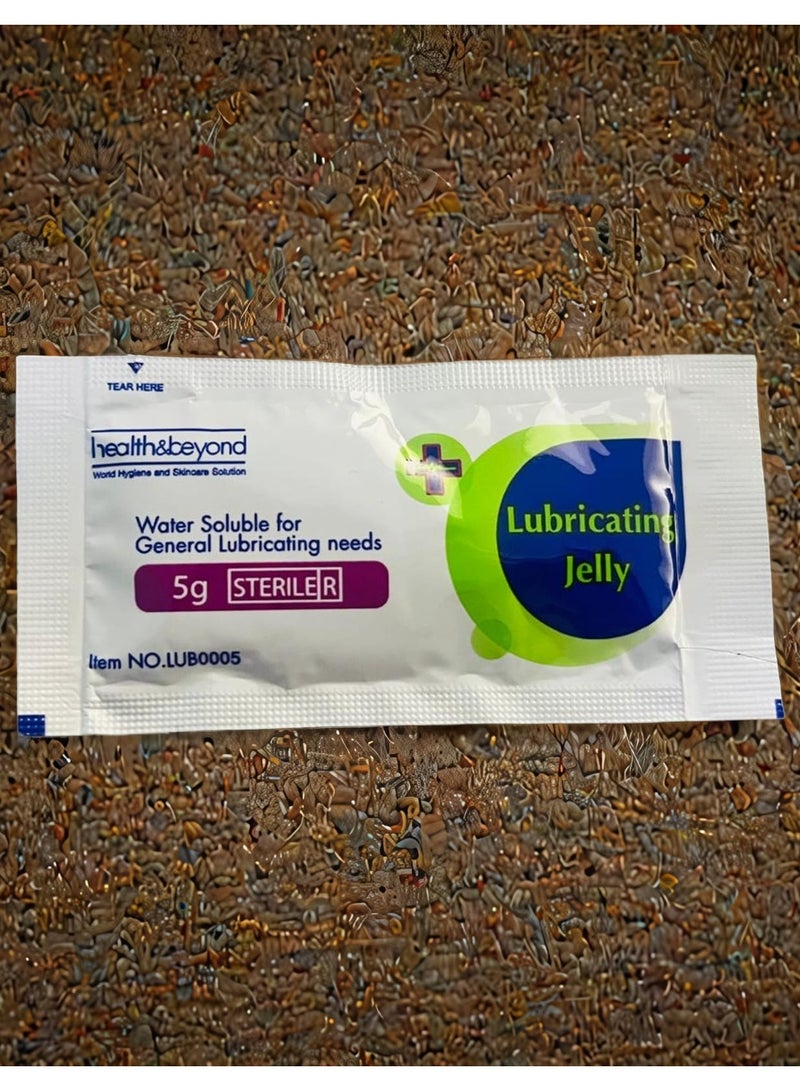 TEAR HERE
health&beyond
World Hygiene and Skincare Solution
Water Soluble for
General Lubricating needs
5g STERILE R
Item NO.LUB0005
Lubricating
Jelly